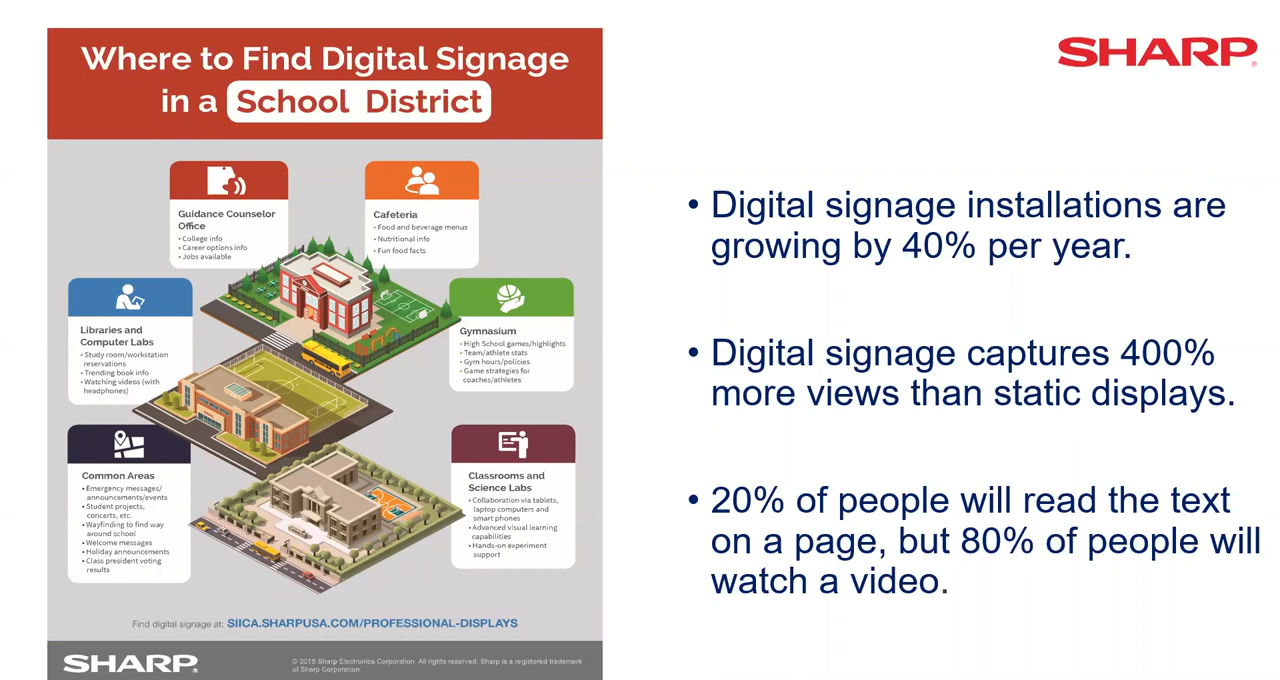 Where to Find Digital Signage
in a School District
Guidance Counselor
Office
• College info
• Career options info
• Jobs available
Cafeteria
• Food and beverage menus
• Nutritional info
• Fun food facts
Libraries and
Computer Labs
• Study room/workstation
reservations
• Trending book info
• Watching videos (with
headphones)
Gymnasium
• High School games/highlights
• Team/athlete stats
• Gym hours/policies
• Game strategies for
coaches/athletes
Common Areas
• Emergency messages/
announcements/events
• Student projects,
concerts, etc.
• Wayfinding to find way
around school
• Welcome messages
• Holiday announcements
• Class president voting
results
Classrooms and
Science Labs
• Collaboration via tablets,
laptop computers and
smart phones
• Advanced visual learning
capabilities
• Hands-on experiment
support
Find digital signage at: SIICA.SHARPUSA.COM/PROFESSIONAL-DISPLAYS
SHARP®
© 2018 Sharp Electronics Corporation. All rights reserved. Sharp is a registered trademark
of Sharp Corporation.
SHARP®
• Digital signage installations are
growing by 40% per year.
• Digital signage captures 400%
more views than static displays.
• 20% of people will read the text
on a page, but 80% of people will
watch a video.